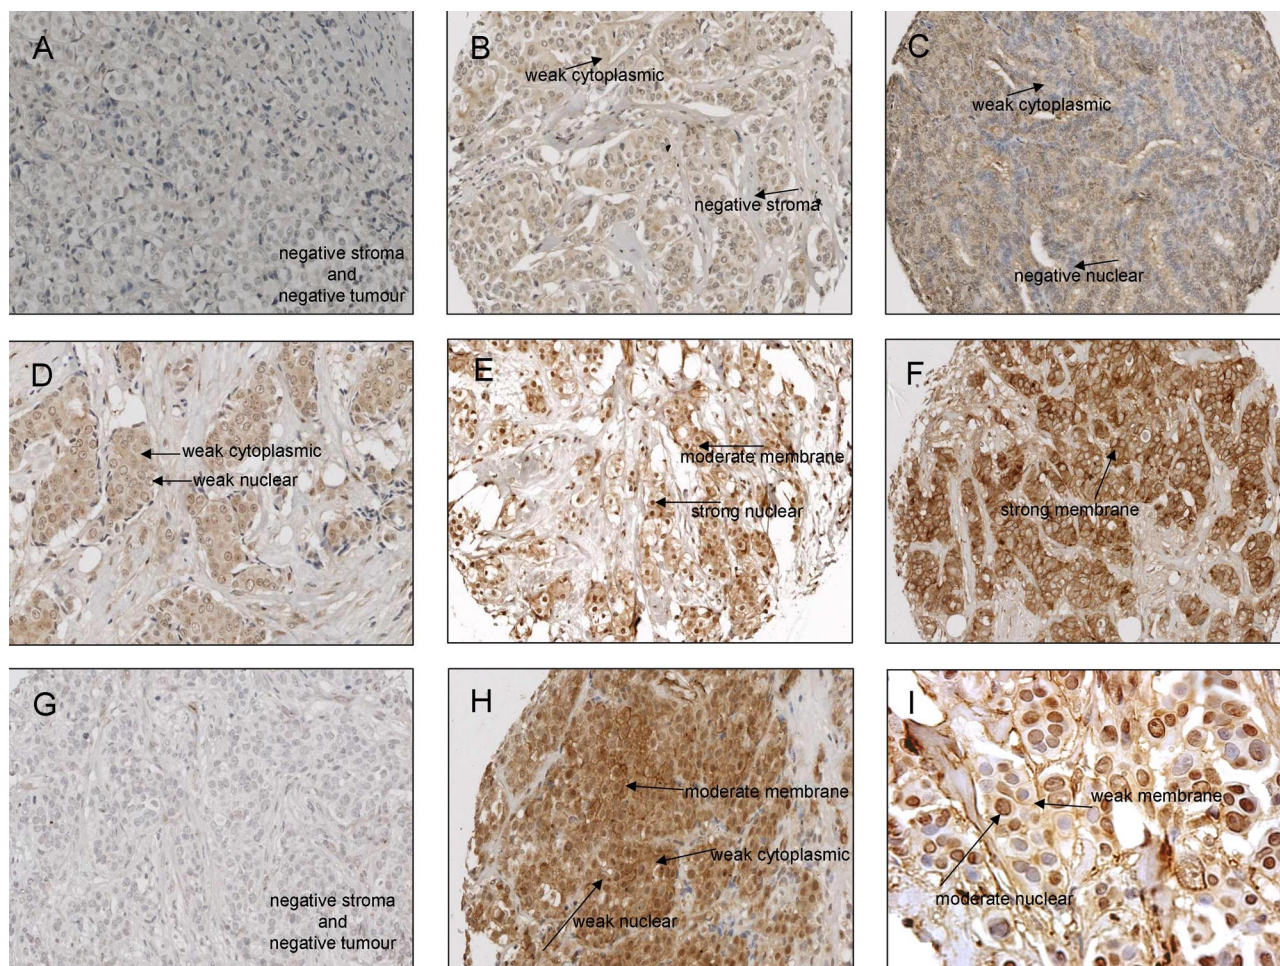 A
negative stroma
and
negative tumour
B
weak cytoplasmic
negative stroma
C
weak cytoplasmic
negative nuclear
D
weak cytoplasmic
weak nuclear
E
moderate membrane
strong nuclear
F
strong membrane
G
negative stroma
and
negative tumour
H
moderate membrane
weak cytoplasmic
weak nuclear
I
weak membrane
moderate nuclear